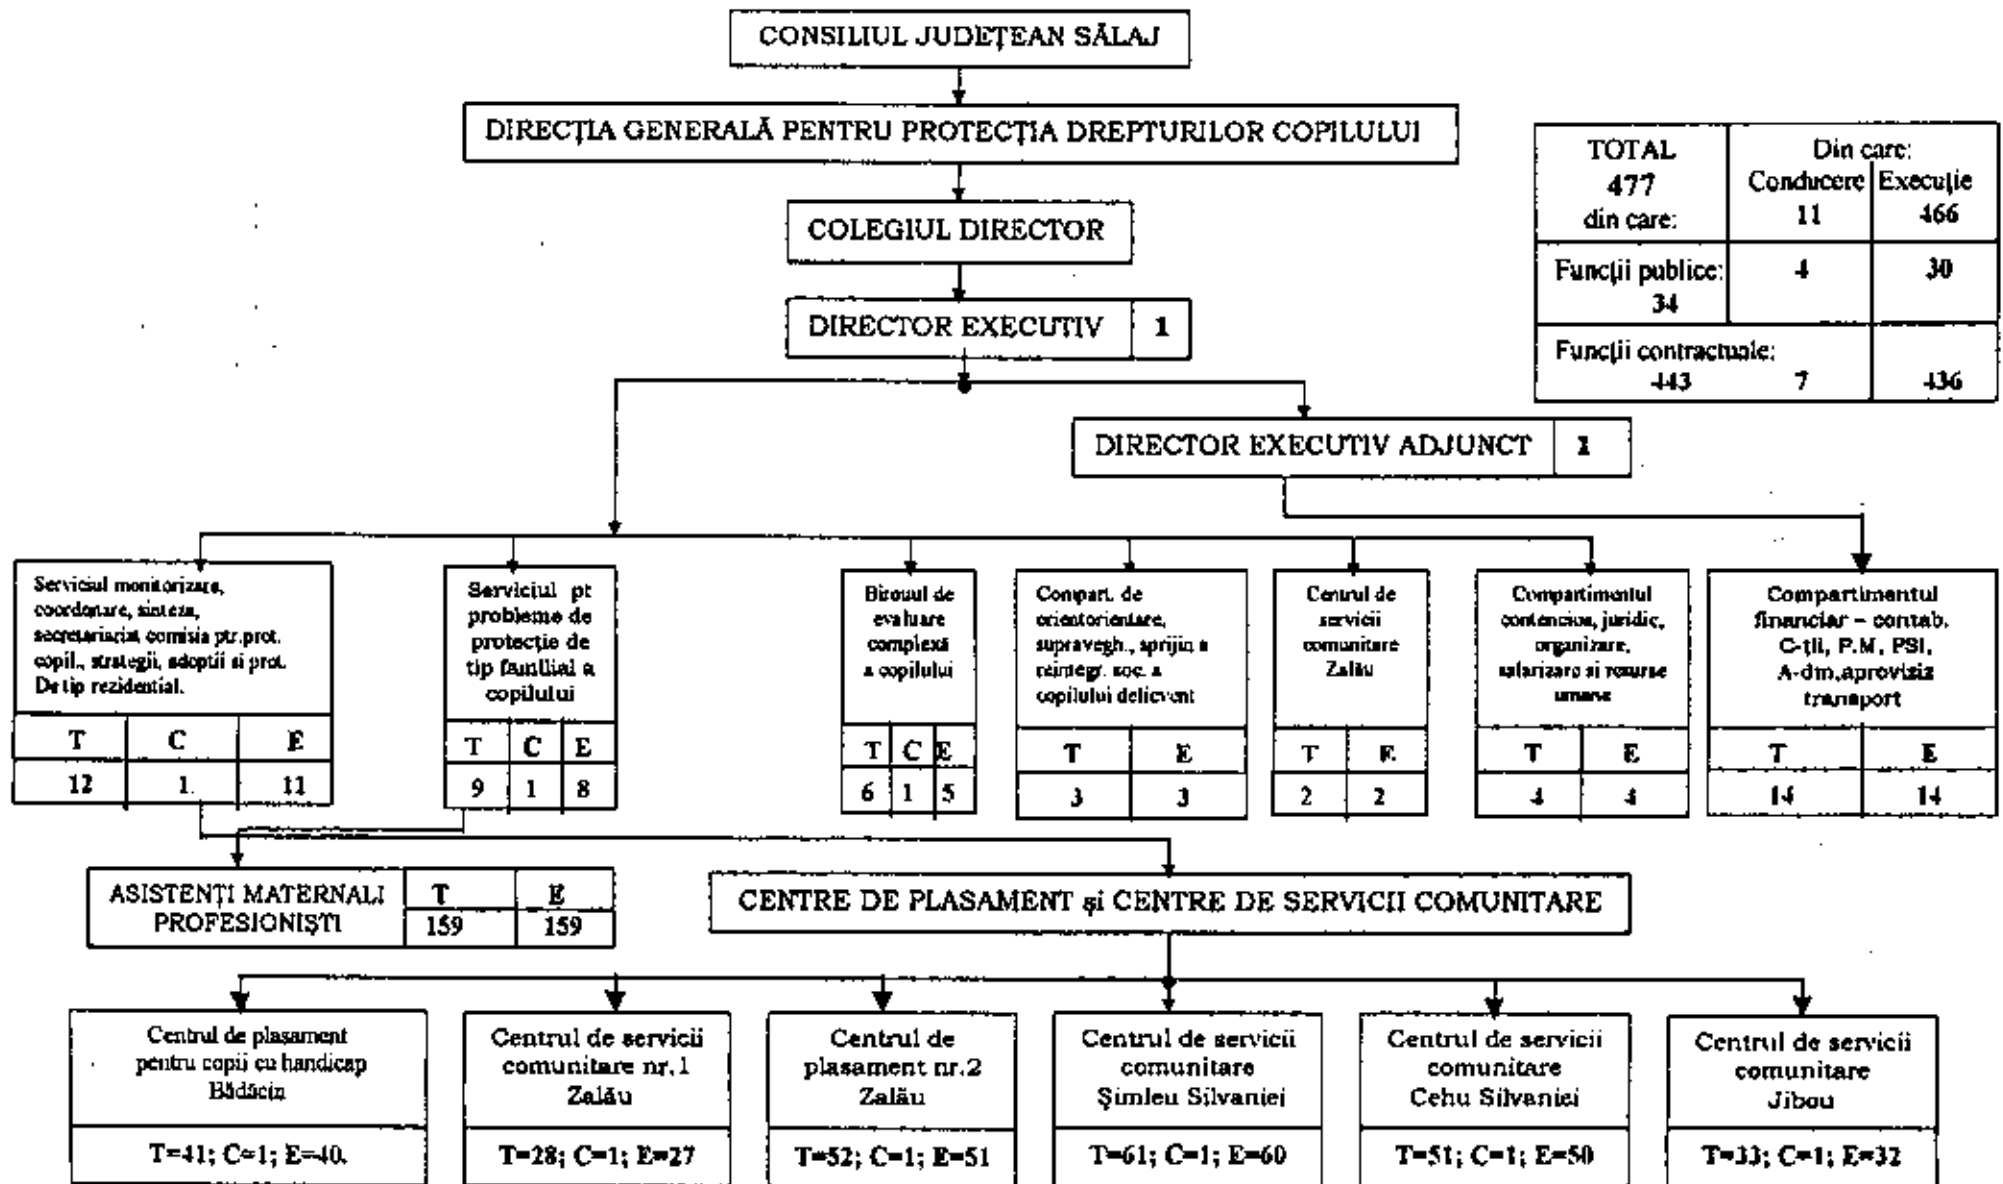 CONSILIUL JUDEȚEAN SĂLAJ
DIRECȚIA GENERALĂ PENTRU PROTECȚIA DREPTURILOR COPILULUI
COLEGIUL DIRECTOR
DIRECTOR EXECUTIV 1
TOTAL
477
din care:
Din care:
Conducere Execuție
11 466
Funcții publice: 4 30
34
Funcții contractuale:
443 7 436
DIRECTOR EXECUTIV ADJUNCT 1
Serviciul monitorizare,
coordonare, sinteza,
secretariat comisia ptr.prot.
copil., strategii, adoptii si prot.
De tip rezidential.
T C E
12 1 11
Serviciul pt
probleme de
protecție de
tip familial a
copilului
T C E
9 1 8
Biroul de
evaluare
complexă
a copilului
T C E
6 1 5
Compart. de
orientorientare,
supravegh., sprijin a
reintegr. soc. a
copilului delicvent
T E
3 3
Centrul de
servicii
comunitare
Zalău
T E
2 2
Compartimentul
contencios, juridic,
organizare,
salarizare si resurse
umane
T E
4 4
Compartimentul
financiar - contab.
C-ții, P.M, PSI,
A-dm,aproviziz
transport
T E
14 14
ASISTENȚI MATERNALI
PROFESIONIȘTI
T E
159 159
CENTRE DE PLASAMENT și CENTRE DE SERVICII COMUNITARE
Centrul de plasament
pentru copii cu handicap
Bădăcin
T=41; C=1; E=40.
Centrul de servicii
comunitare nr.1
Zalău
T=28; C=1; E=27
Centrul de
plasament nr.2
Zalău
T=52; C=1; E=51
Centrul de servicii
comunitare
Șimleu Silvaniei
T=61; C=1; E=60
Centrul de servicii
comunitare
Cehu Silvaniei
T=51; C=1; E=50
Centrul de servicii
comunitare
Jibou
T=33; C=1; E=32